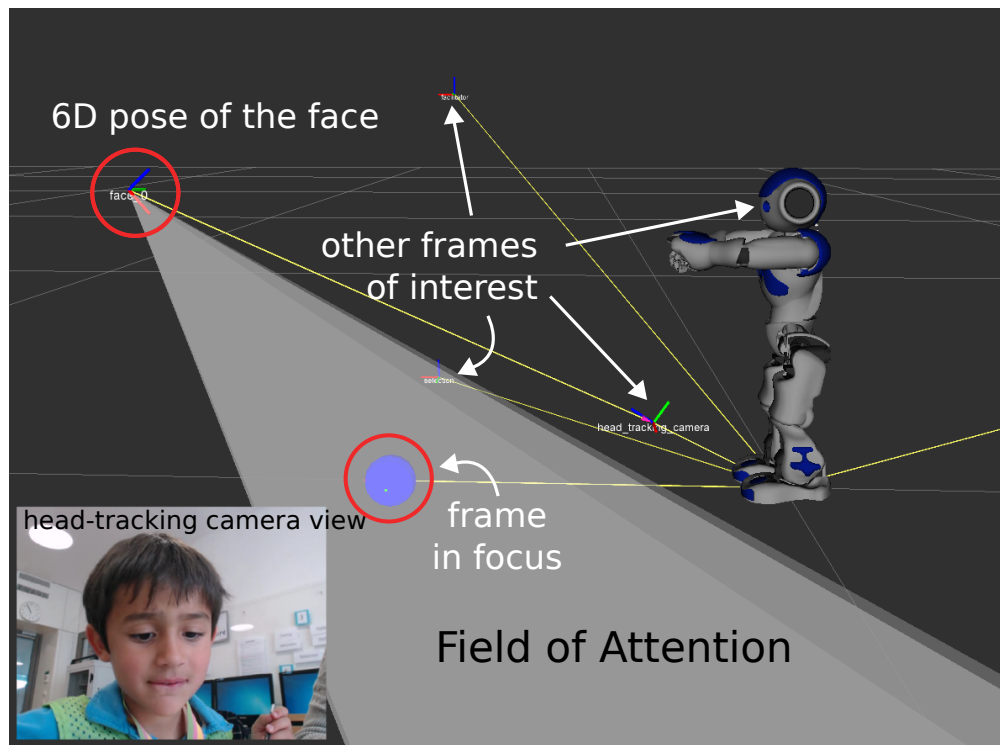 facilitator
6D pose of the face
face_0
other frames
of interest
selection
head_tracking_camera
frame
in focus
head-tracking camera view
Field of Attention